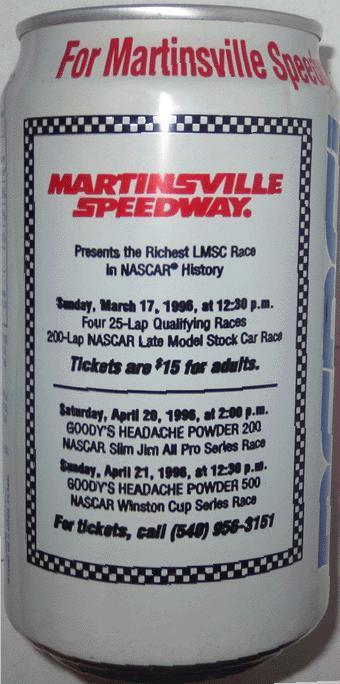 For Martinsville Speed
MARTINSVILLE
SPEEDWAY.
Presents the Richest LMSC Race
in NASCAR® History
Sunday, March 17, 1996, at 12:30 p.m.
Four 25-Lap Qualifying Races
200-Lap NASCAR Late Model Stock Car Race
Tickets are $15 for adults.
Saturday, April 20, 1996, at 2:00 p.m.
GOODY'S HEADACHE POWDER 200
NASCAR Slim Jim All Pro Series Race
Sunday, April 21, 1996, at 12:30 p.m.
GOODY'S HEADACHE POWDER 500
NASCAR Winston Cup Series Race
For tickets, call (540) 956-3151